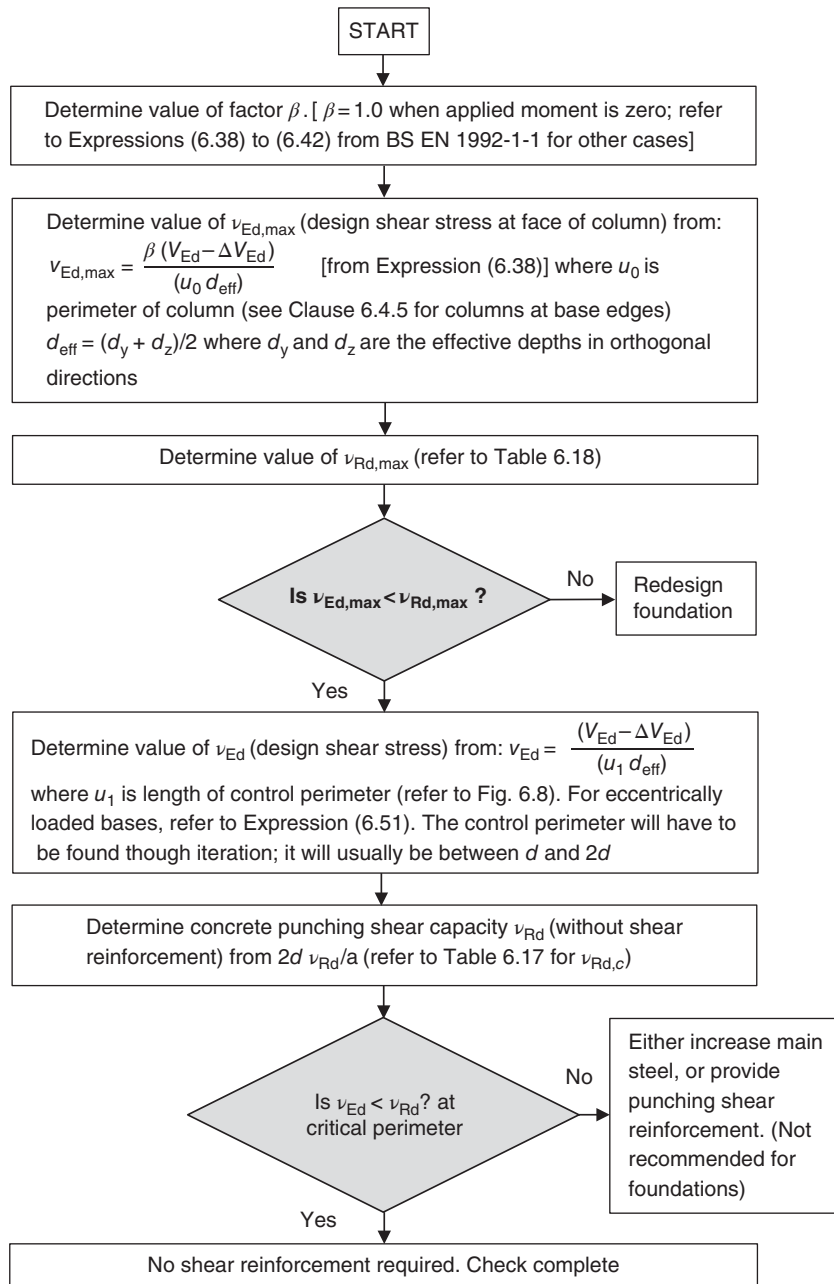 START
Determine value of factor β. [ β = 1.0 when applied moment is zero; refer
to Expressions (6.38) to (6.42) from BS EN 1992-1-1 for other cases]
Determine value of νEd,max (design shear stress at face of column) from:
vEd,max = β (VEd – ΔVEd) / (u0 deff) [from Expression (6.38)] where u0 is
perimeter of column (see Clause 6.4.5 for columns at base edges)
deff = (dy + dz)/2 where dy and dz are the effective depths in orthogonal
directions
Determine value of νRd,max (refer to Table 6.18)
Is νEd,max < νRd,max ?
No
Redesign
foundation
Yes
Determine value of νEd (design shear stress) from: vEd = (VEd – ΔVEd) / (u1 deff)
where u1 is length of control perimeter (refer to Fig. 6.8). For eccentrically
loaded bases, refer to Expression (6.51). The control perimeter will have to
be found though iteration; it will usually be between d and 2d
Determine concrete punching shear capacity νRd (without shear
reinforcement) from 2d νRd/a (refer to Table 6.17 for νRd,c)
Is νEd < νRd? at
critical perimeter
No
Either increase main
steel, or provide
punching shear
reinforcement. (Not
recommended for
foundations)
Yes
No shear reinforcement required. Check complete